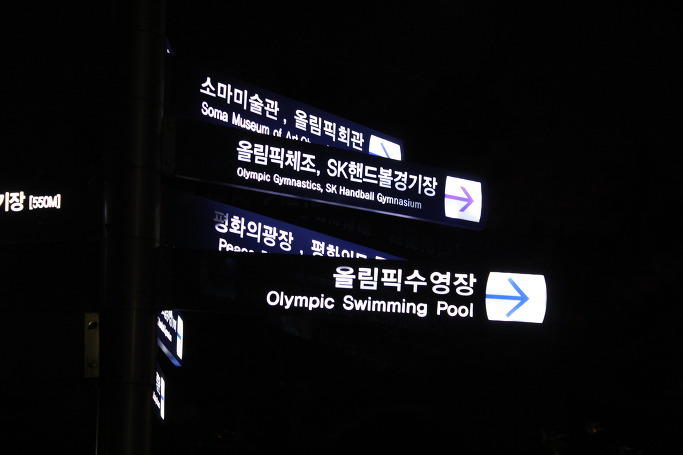 소마미술관, 올림픽회관
Soma Museum of Art
올림픽체조, SK핸드볼경기장
Olympic Gymnastics, SK Handball Gymnasium
기장 [550M]
평화의광장, 평화의
올림픽수영장
Olympic Swimming Pool